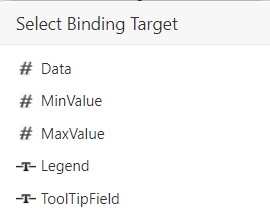 Select Binding Target
# Data
# MinValue
# MaxValue
-T- Legend
-T- ToolTipField